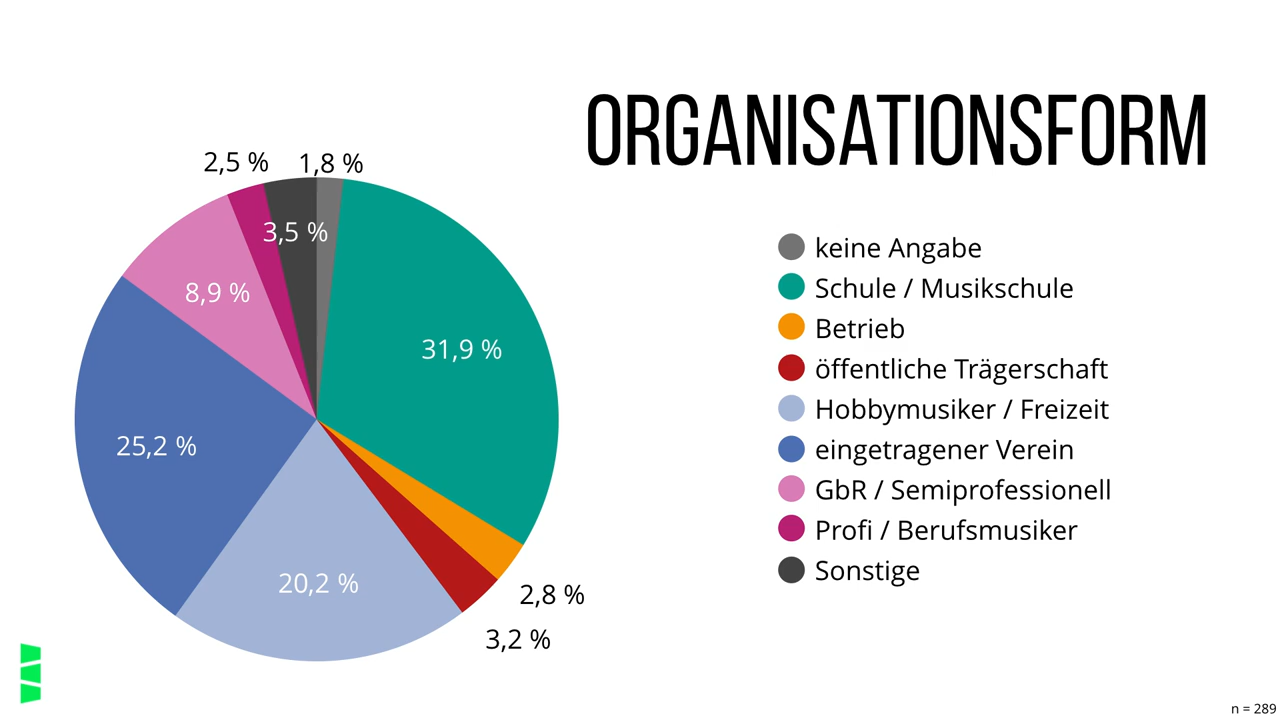 ORGANISATIONSFORM
2,5 %
1,8 %
3,5 %
8,9 %
31,9 %
25,2 %
20,2 %
2,8 %
3,2 %
keine Angabe
Schule / Musikschule
Betrieb
öffentliche Trägerschaft
Hobbymusiker / Freizeit
eingetragener Verein
GbR / Semiprofessionell
Profi / Berufsmusiker
Sonstige
n = 289